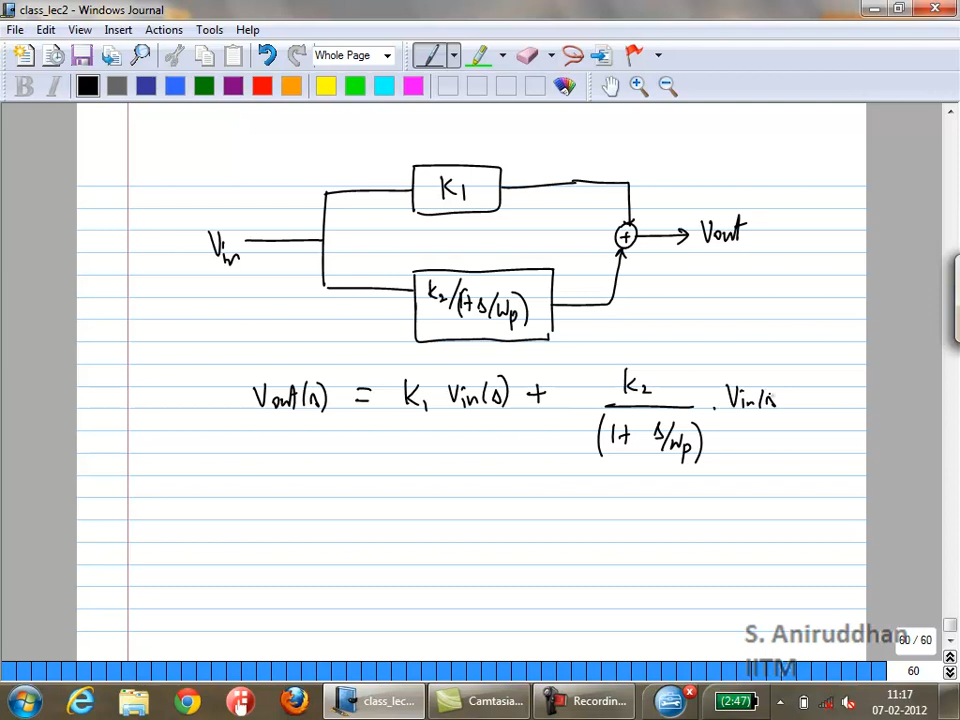 class_lec2 - Windows Journal
File Edit View Insert Actions Tools Help
Whole Page
B I
K1
Vin
+
Vout
K2/(1+s/ωp)
Vout(s) = K1 Vin(s) + K2/(1+ s/ωp) . Vin(s
S. Aniruddhan
IITM
60 / 60
60
class_lec...
Camtasia...
Recordin...
(2:47)
11:17
07-02-2012